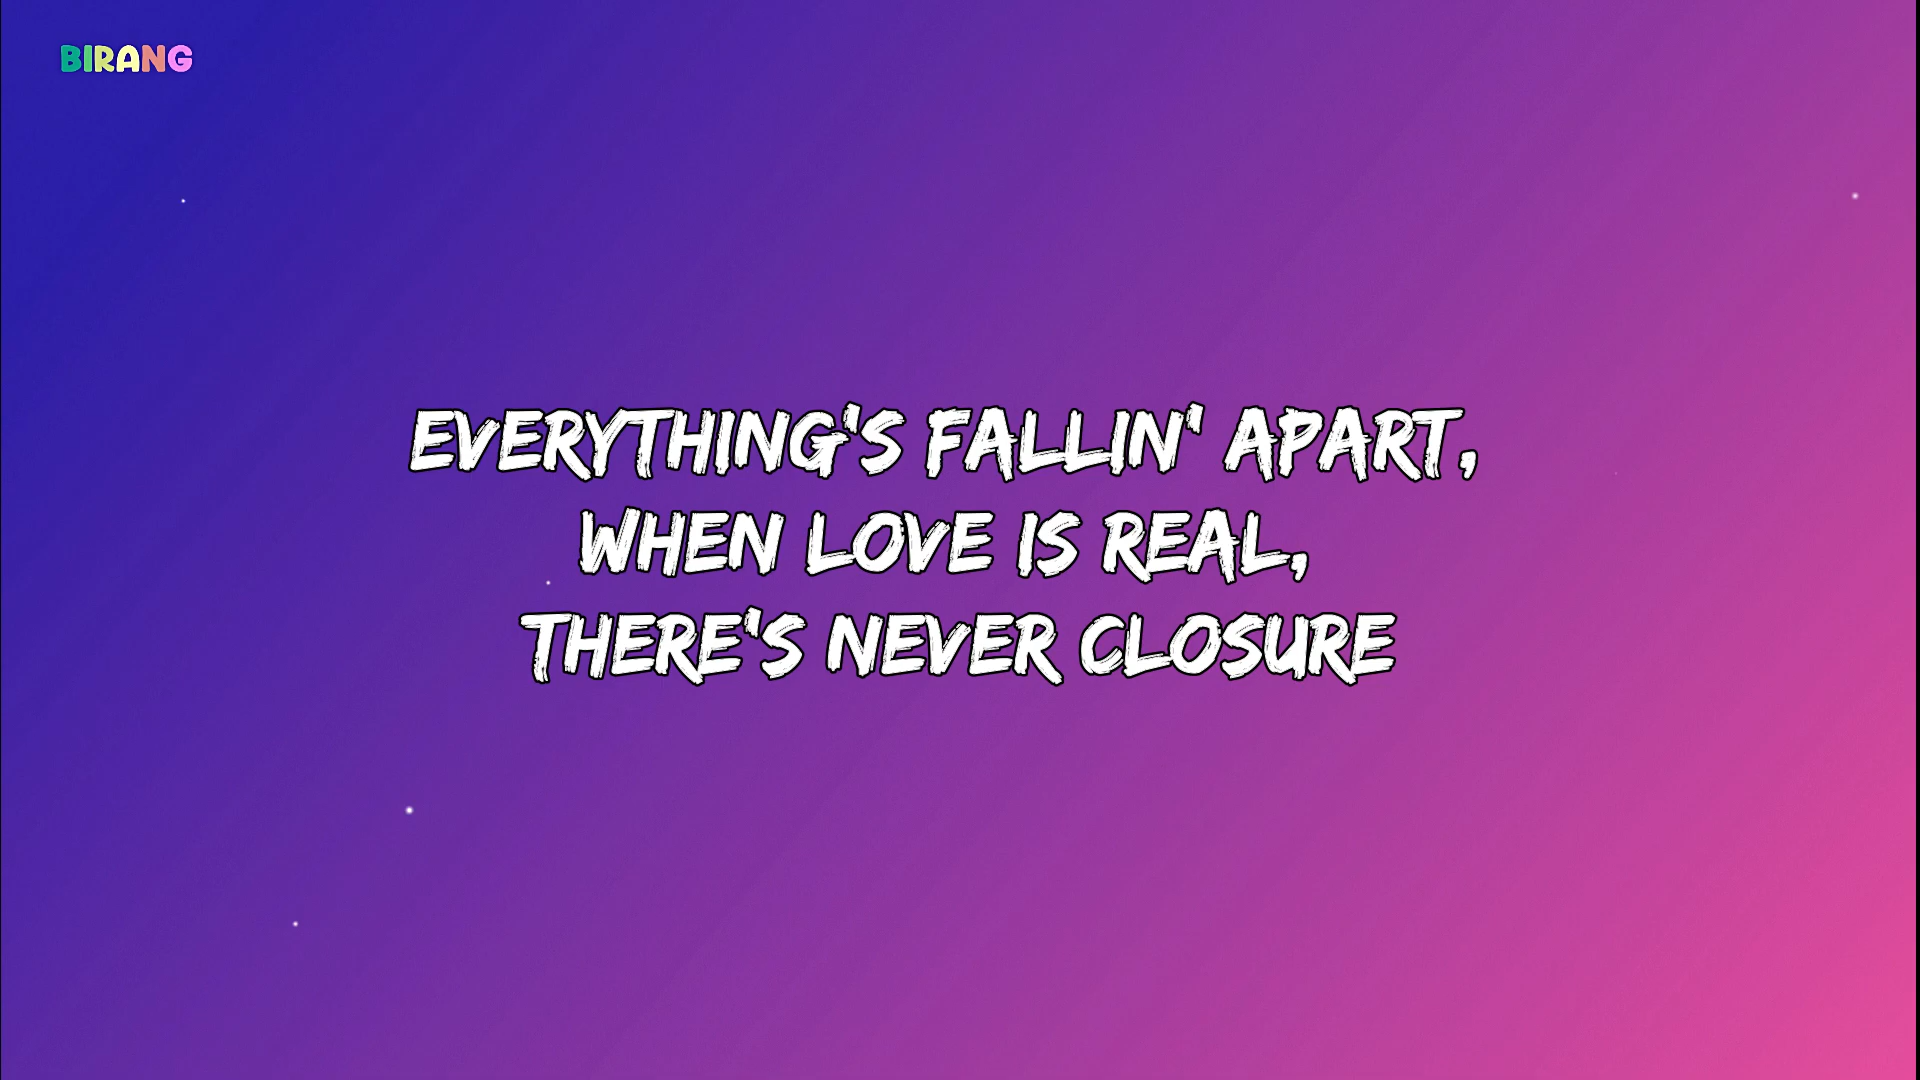 BIRANG
EVERYTHING'S FALLIN' APART,
WHEN LOVE IS REAL,
THERE'S NEVER CLOSURE